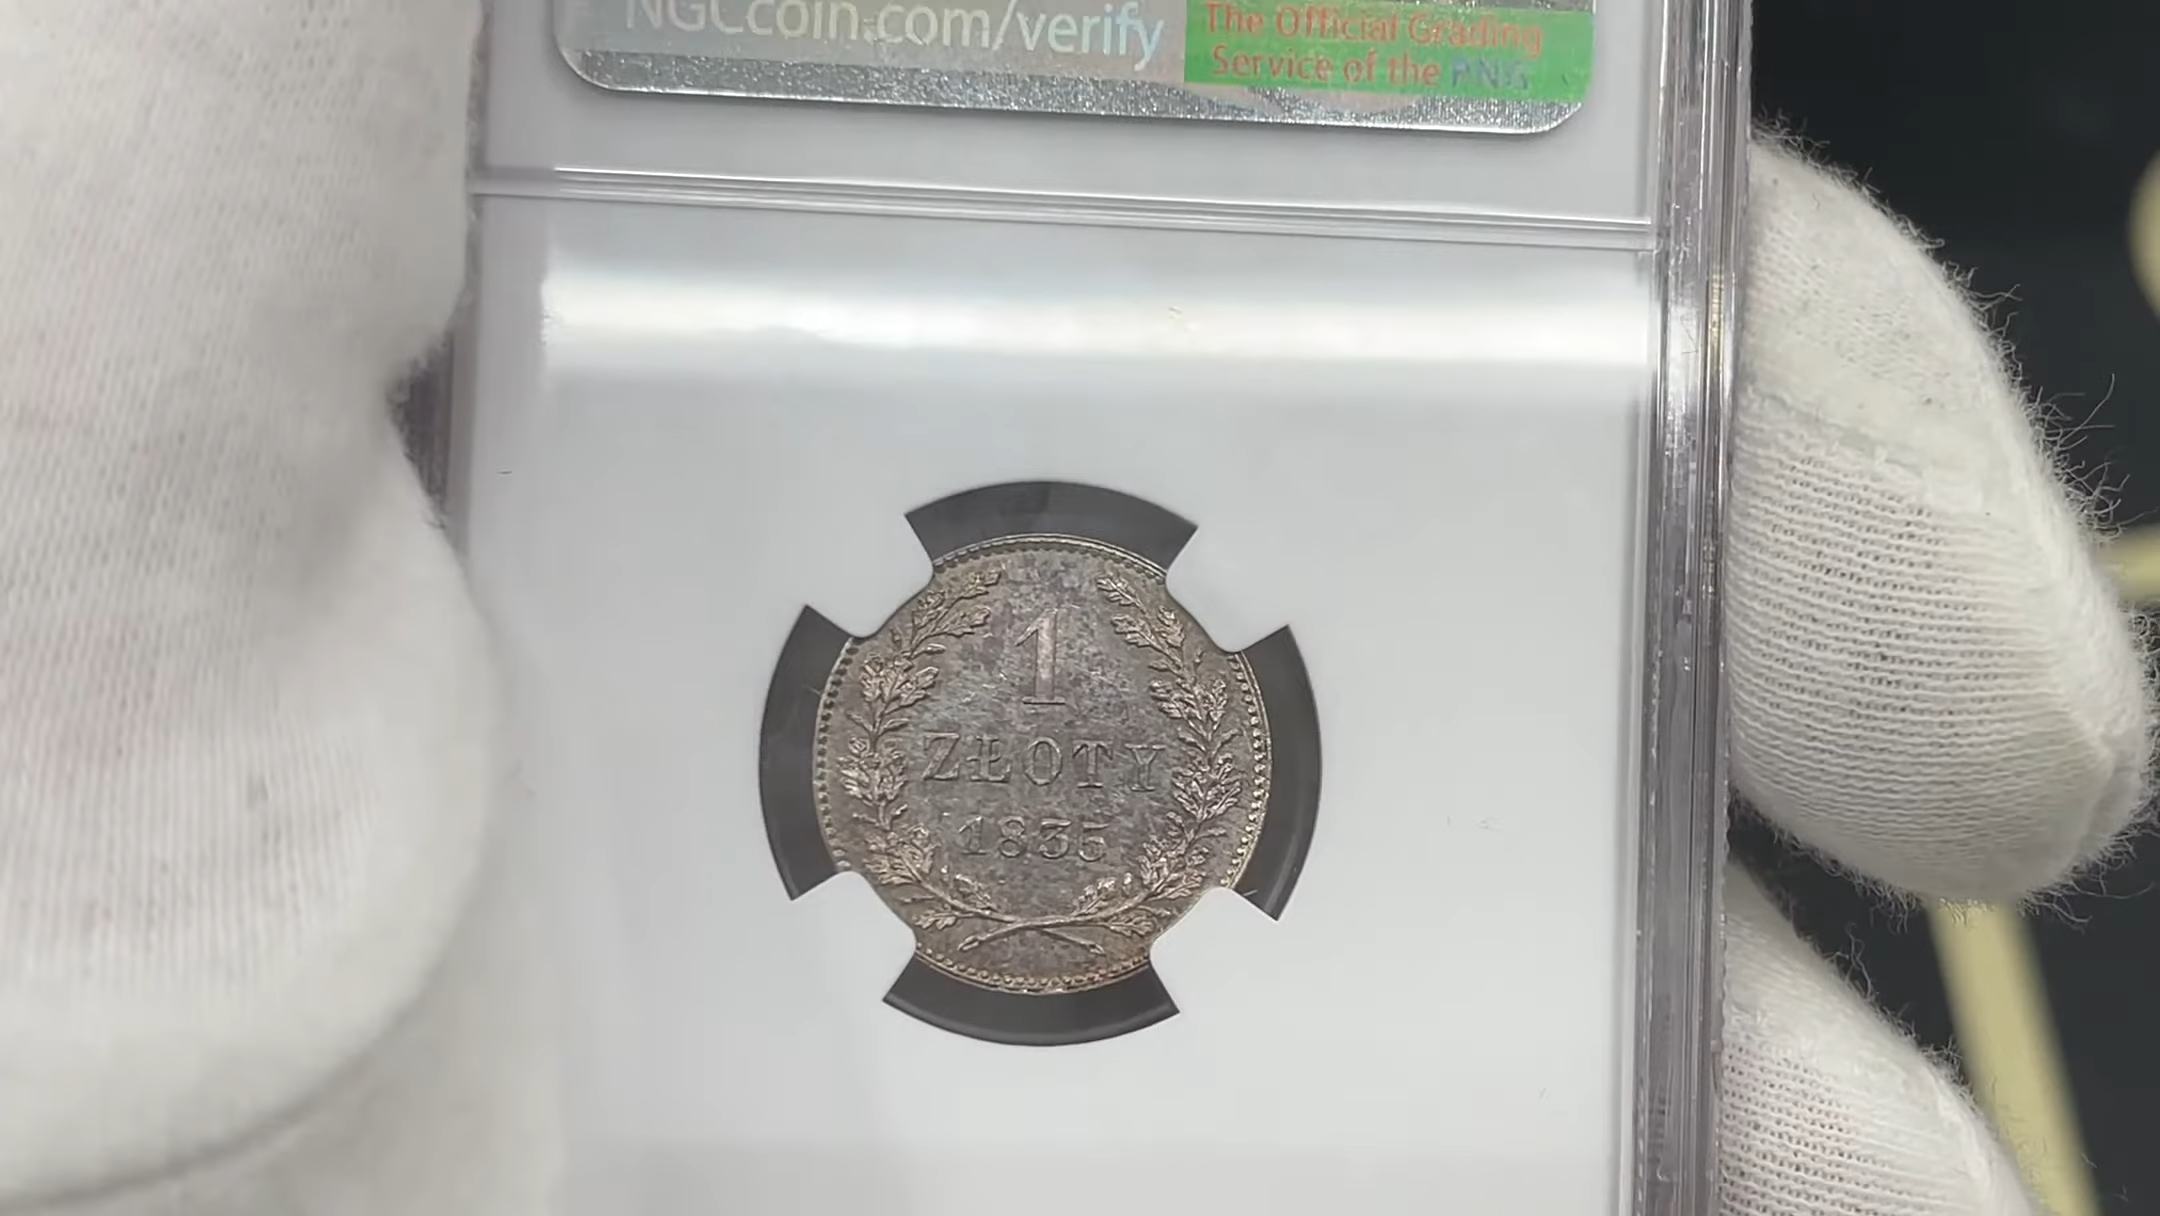 NGCcoin.com/verify
The Official Grading
Service of the PNG
1
ZŁOTY
1835